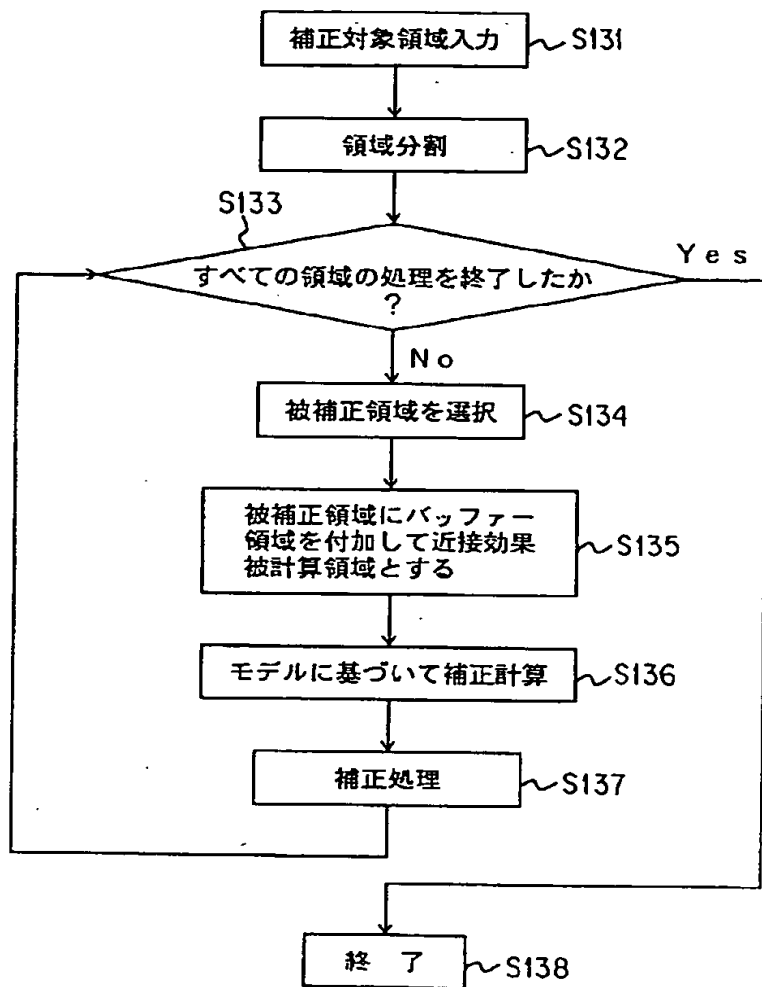 補正対象領域入力 S131
領域分割 S132
S133
すべての領域の処理を終了したか
?
Yes
No
被補正領域を選択 S134
被補正領域にバッファー
領域を付加して近接効果
被計算領域とする
S135
モデルに基づいて補正計算 S136
補正処理 S137
終 了 S138